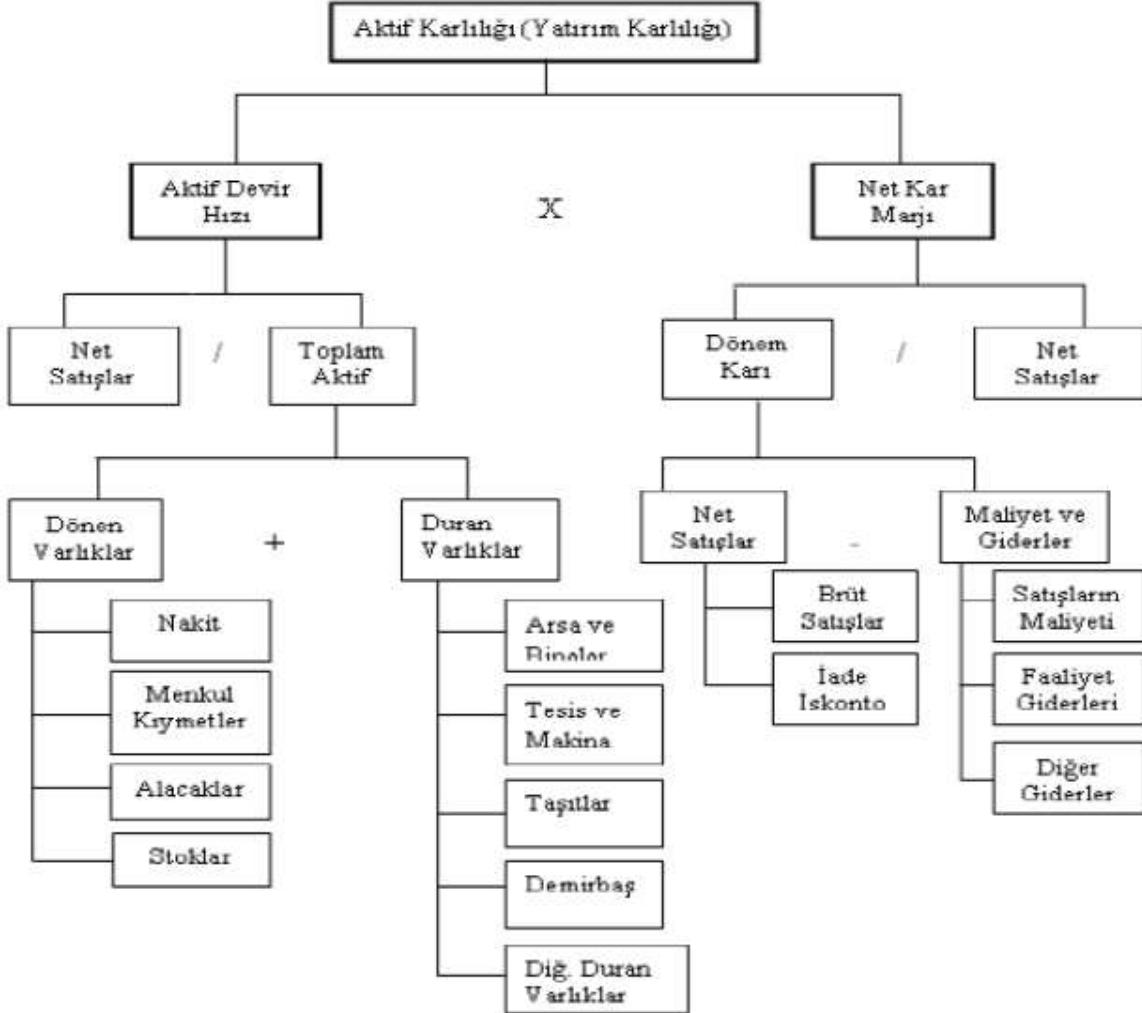 Aktif Karlılığı (Yatırım Karlılığı)
Aktif Devir
Hızı
X
Net Kar
Marjı
Net
Satışlar
/
Toplam
Aktif
Dönem
Karı
/
Net
Satışlar
Dönen
Varlıklar
+
Duran
Varlıklar
Net
Satışlar
-
Maliyet ve
Giderler
Nakit
Menkul
Kıymetler
Alacaklar
Stoklar
Arsa ve
Binalar
Tesis ve
Makina
Taşıtlar
Demirbaş
Diğ. Duran
Varlıklar
Brüt
Satışlar
İade
İskonto
Satışların
Maliyeti
Faaliyet
Giderleri
Diğer
Giderler